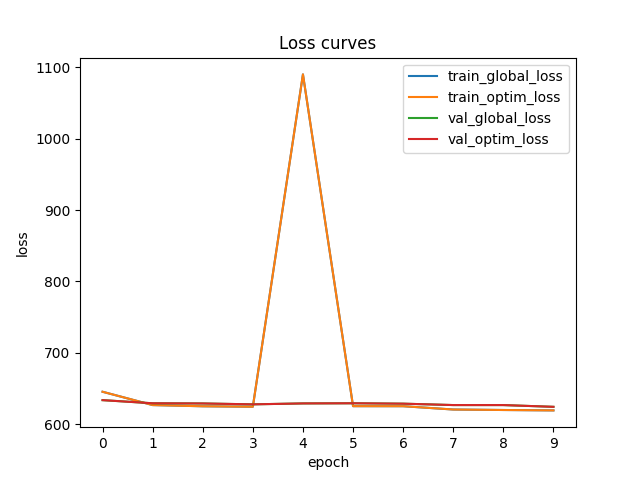 Loss curves
1100
1000
900
800
700
600
loss
train_global_loss
train_optim_loss
val_global_loss
val_optim_loss
0 1 2 3 4 5 6 7 8 9
epoch